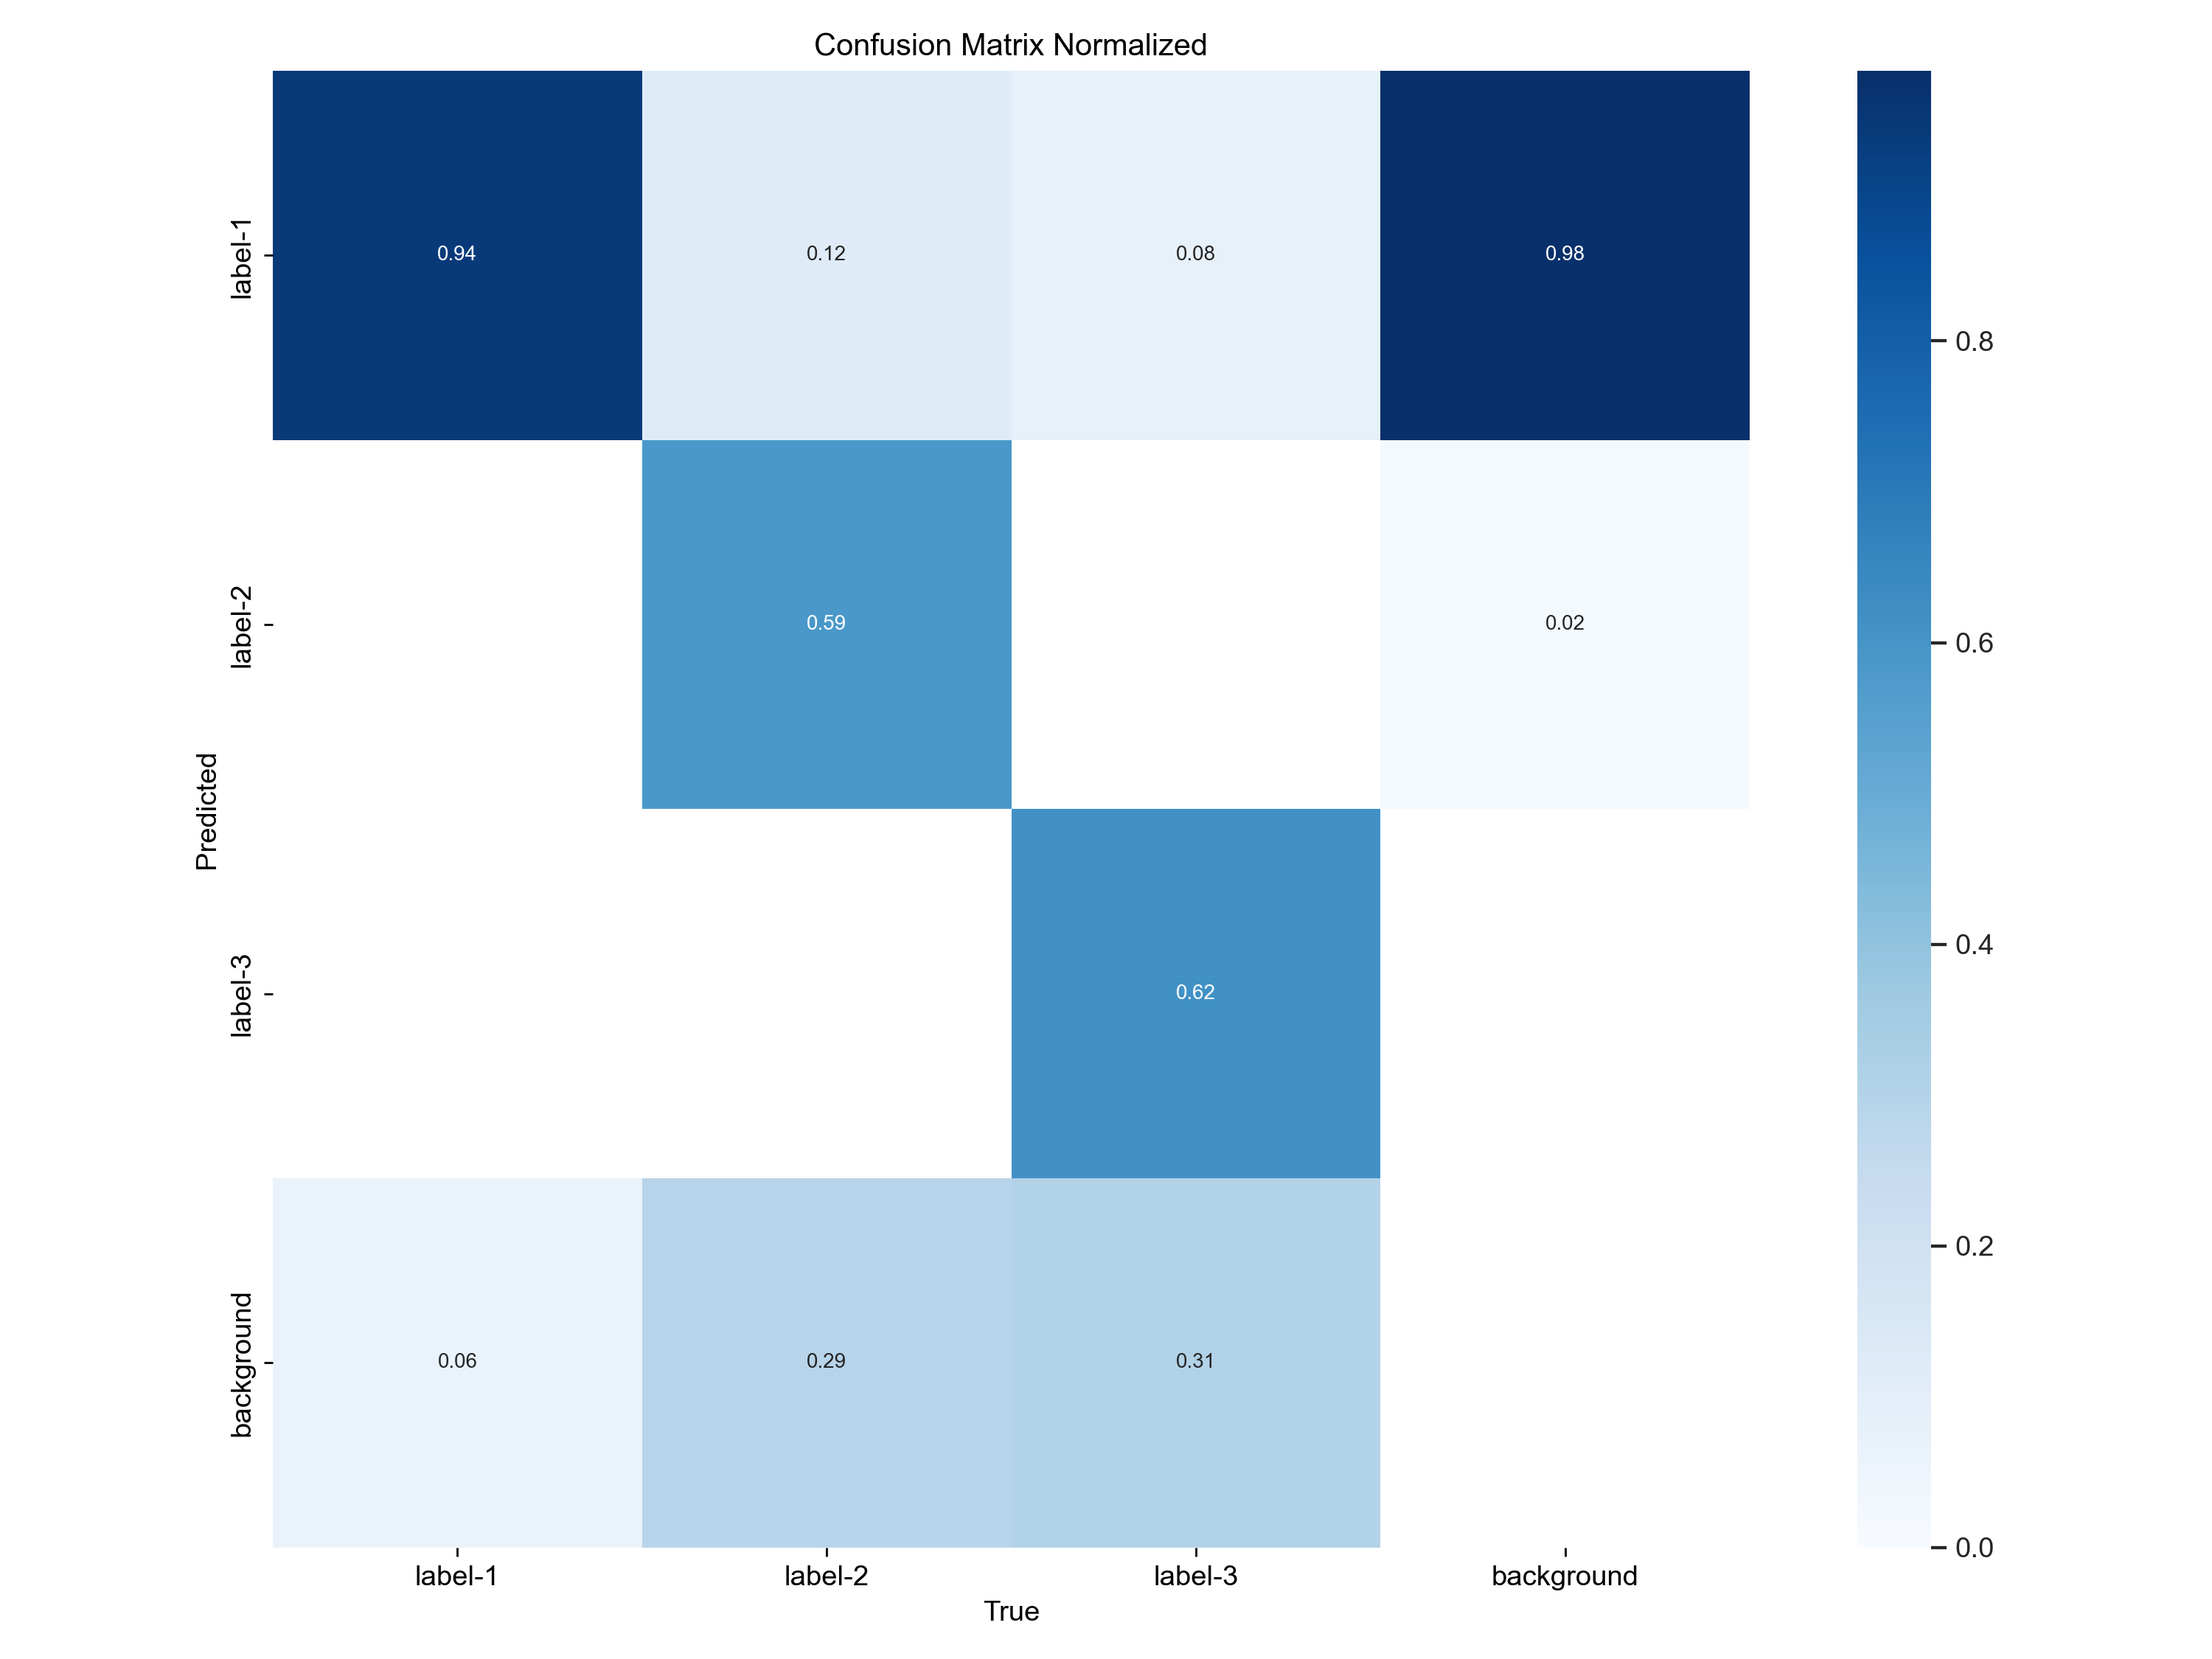 Confusion Matrix Normalized
label-1
0.94
0.12
0.08
0.98
0.8
label-2
0.59
0.02
0.6
Predicted
label-3
0.62
0.4
background
0.06
0.29
0.31
0.2
0.0
label-1
label-2
label-3
background
True